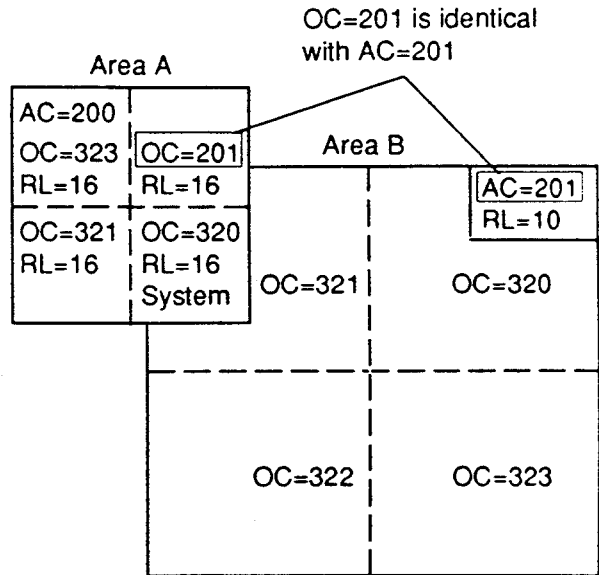 OC=201 is identical
with AC=201
Area A
AC=200
OC=323
RL=16
OC=201
RL=16
OC=321
RL=16
OC=320
RL=16
System
Area B
AC=201
RL=10
OC=321
OC=320
OC=322
OC=323